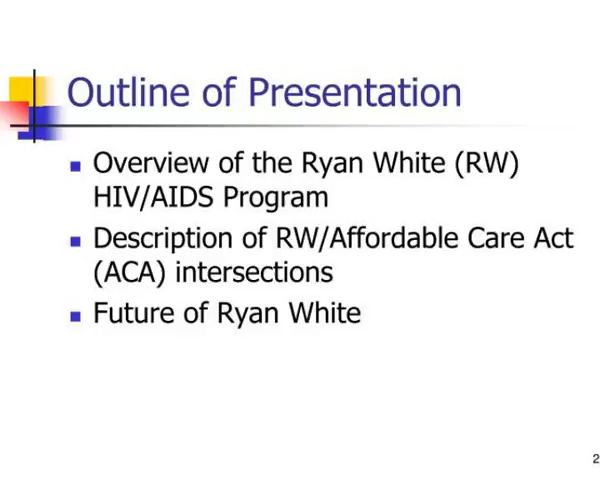 Outline of Presentation
Overview of the Ryan White (RW)
HIV/AIDS Program
Description of RW/Affordable Care Act
(ACA) intersections
Future of Ryan White
2